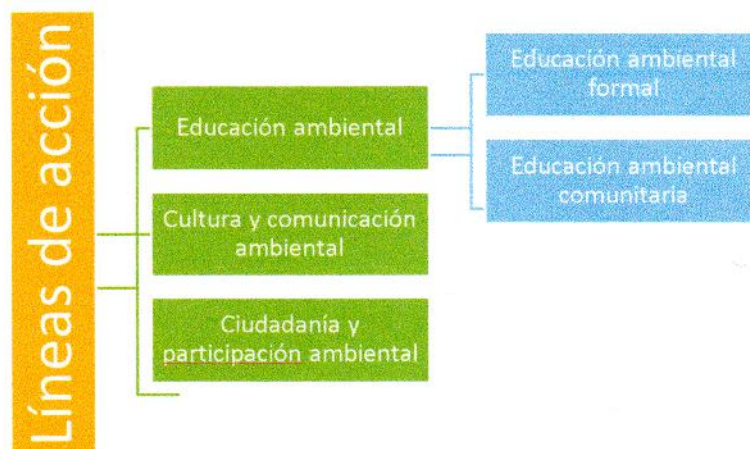 Líneas de acción
Educación ambiental
Cultura y comunicación
ambiental
Ciudadanía y
participación ambiental
Educación ambiental
formal
Educación ambiental
comunitaria